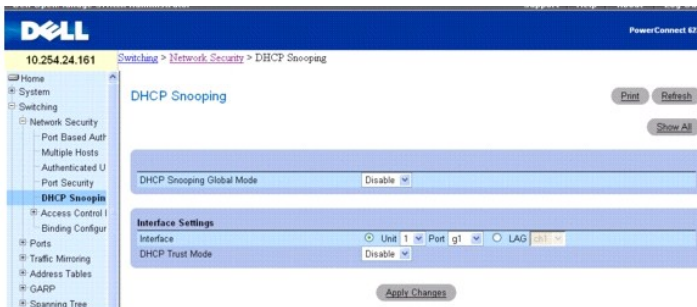 DELL
PowerConnect 62
10.254.24.161
Switching > Network Security > DHCP Snooping
Home
System
Switching
Network Security
Port Based Auth
Multiple Hosts
Authenticated U
Port Security
DHCP Snoopin
Access Control l
Binding Configur
Ports
Traffic Mirroring
Address Tables
GARP
Spanning Tree
DHCP Snooping
Print Refresh
Show All
DHCP Snooping Global Mode Disable
Interface Settings
Interface Unit 1 Port g1 LAG ch1
DHCP Trust Mode Disable
Apply Changes